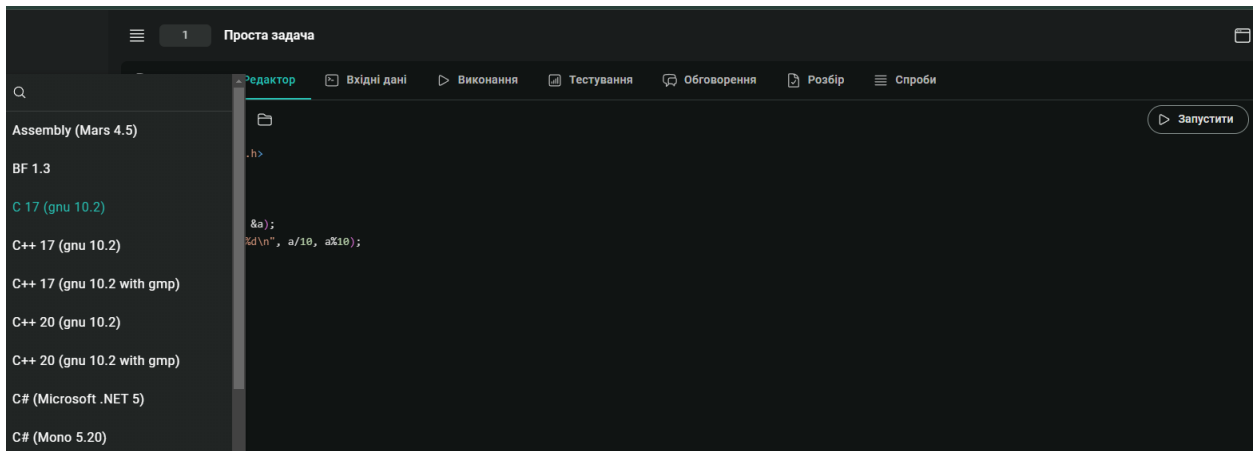 1 Проста задача
Редактор Вхідні дані Виконання Тестування Обговорення Розбір Спроби
Запустити
Assembly (Mars 4.5)
BF 1.3
C 17 (gnu 10.2)
C++ 17 (gnu 10.2)
C++ 17 (gnu 10.2 with gmp)
C++ 20 (gnu 10.2)
C++ 20 (gnu 10.2 with gmp)
C# (Microsoft .NET 5)
C# (Mono 5.20)
.h>
&a);
%d\n", a/10, a%10);